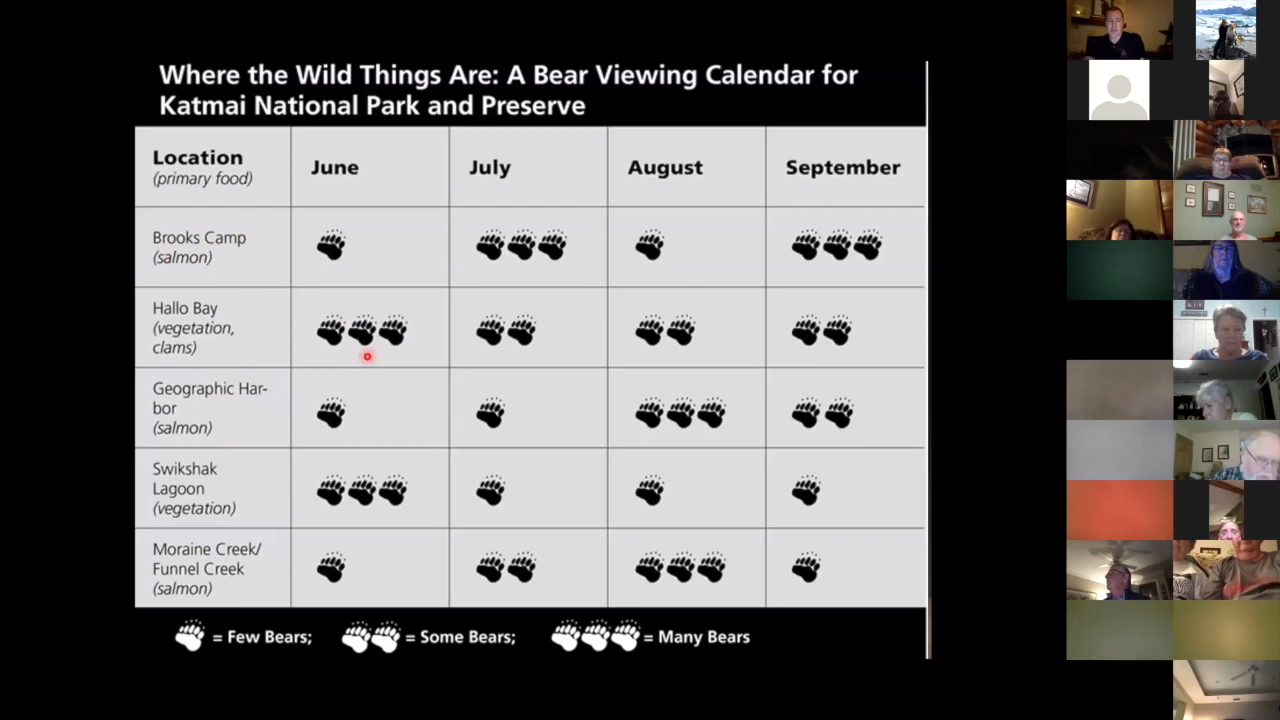 Where the Wild Things Are: A Bear Viewing Calendar for
Katmai National Park and Preserve
Location
(primary food)
June
July
August
September
Brooks Camp
(salmon)
Hallo Bay
(vegetation,
clams)
Geographic Har-
bor
(salmon)
Swikshak
Lagoon
(vegetation)
Moraine Creek/
Funnel Creek
(salmon)
= Few Bears;
= Some Bears;
= Many Bears